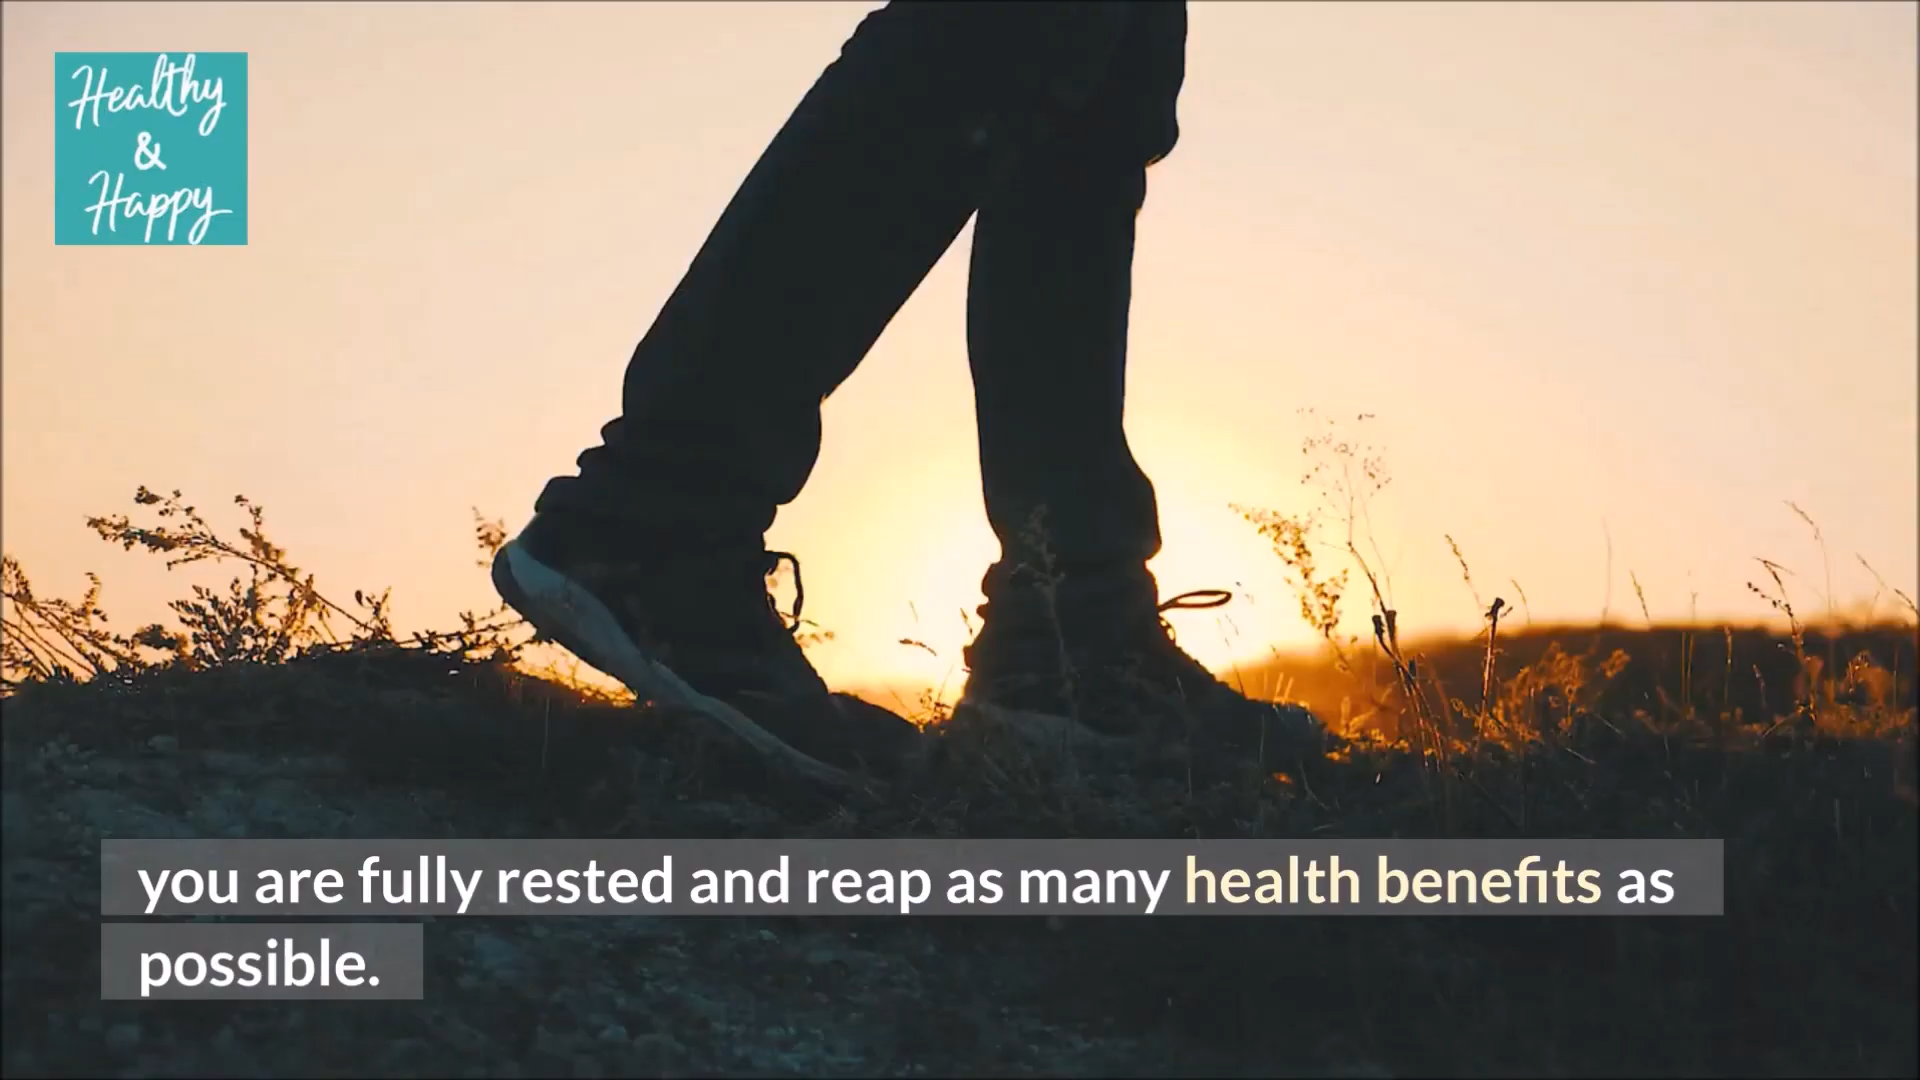 Healthy
&
Happy
you are fully rested and reap as many health benefits as
possible.